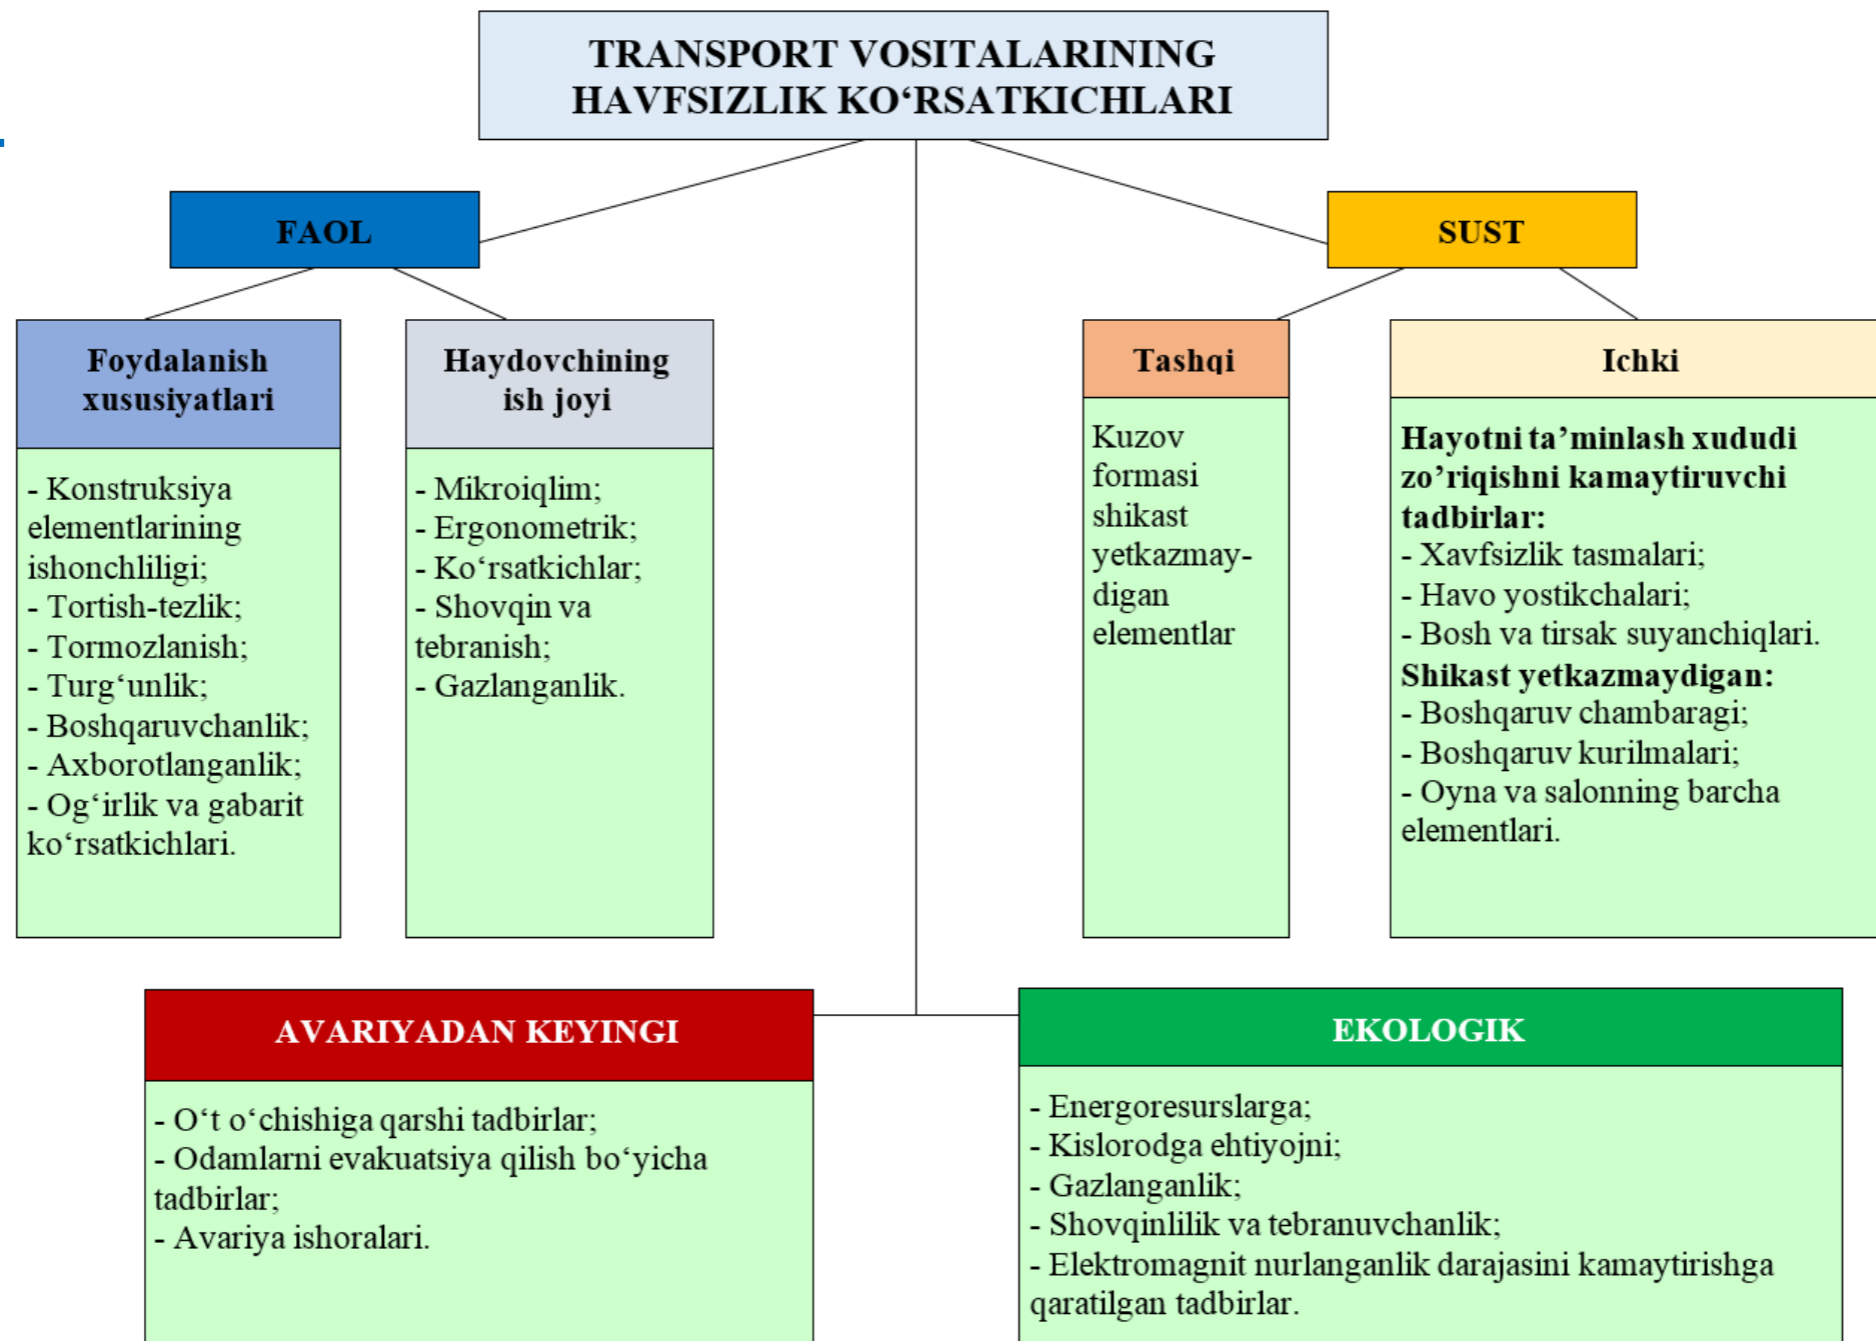 TRANSPORT VOSITALARINING
HAVFSIZLIK KO‘RSATKICHLARI
FAOL
SUST
Foydalanish
xususiyatlari
- Konstruksiya
elementlarining
ishonchliligi;
- Tortish-tezlik;
- Tormozlanish;
- Turg‘unlik;
- Boshqaruvchanlik;
- Axborotlanganlik;
- Og‘irlik va gabarit
ko‘rsatkichlari.
Haydovchining
ish joyi
- Mikroiqlim;
- Ergonometrik;
- Ko‘rsatkichlar;
- Shovqin va
tebranish;
- Gazlanganlik.
Tashqi
Kuzov
formasi
shikast
yetkazmay-
digan
elementlar
Ichki
Hayotni ta’minlash xududi
zo’riqishni kamaytiruvchi
tadbirlar:
- Xavfsizlik tasmalari;
- Havo yostikchalari;
- Bosh va tirsak suyanchiqlari.
Shikast yetkazmaydigan:
- Boshqaruv chambaragi;
- Boshqaruv kurilmalari;
- Oyna va salonning barcha
elementlari.
AVARIYADAN KEYINGI
- O‘t o‘chishiga qarshi tadbirlar;
- Odamlarni evakuatsiya qilish bo‘yicha
tadbirlar;
- Avariya ishoralari.
EKOLOGIK
- Energoresurslarga;
- Kislorodga ehtiyojni;
- Gazlanganlik;
- Shovqinlilik va tebranuvchanlik;
- Elektromagnit nurlanganlik darajasini kamaytirishga
qaratilgan tadbirlar.